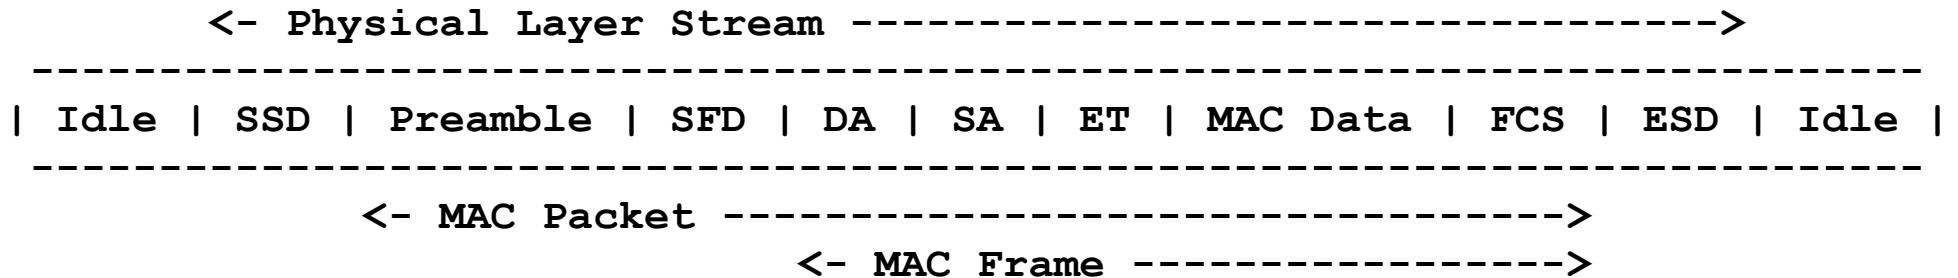 <- Physical Layer Stream ---------------------------------->
--------------------------------------------------------------------------
| Idle | SSD | Preamble | SFD | DA | SA | ET | MAC Data | FCS | ESD | Idle |
--------------------------------------------------------------------------
<- MAC Packet --------------------------------->
<- MAC Frame ----------------->